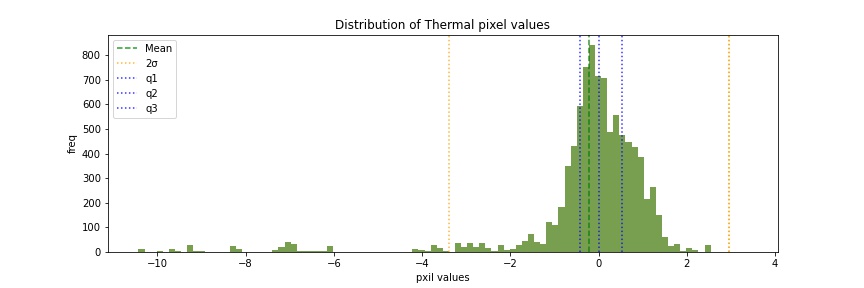 Distribution of Thermal pixel values
Mean
2σ
q1
q2
q3
freq
800
700
600
500
400
300
200
100
0
−10
−8
−6
−4
−2
0
2
4
pxil values